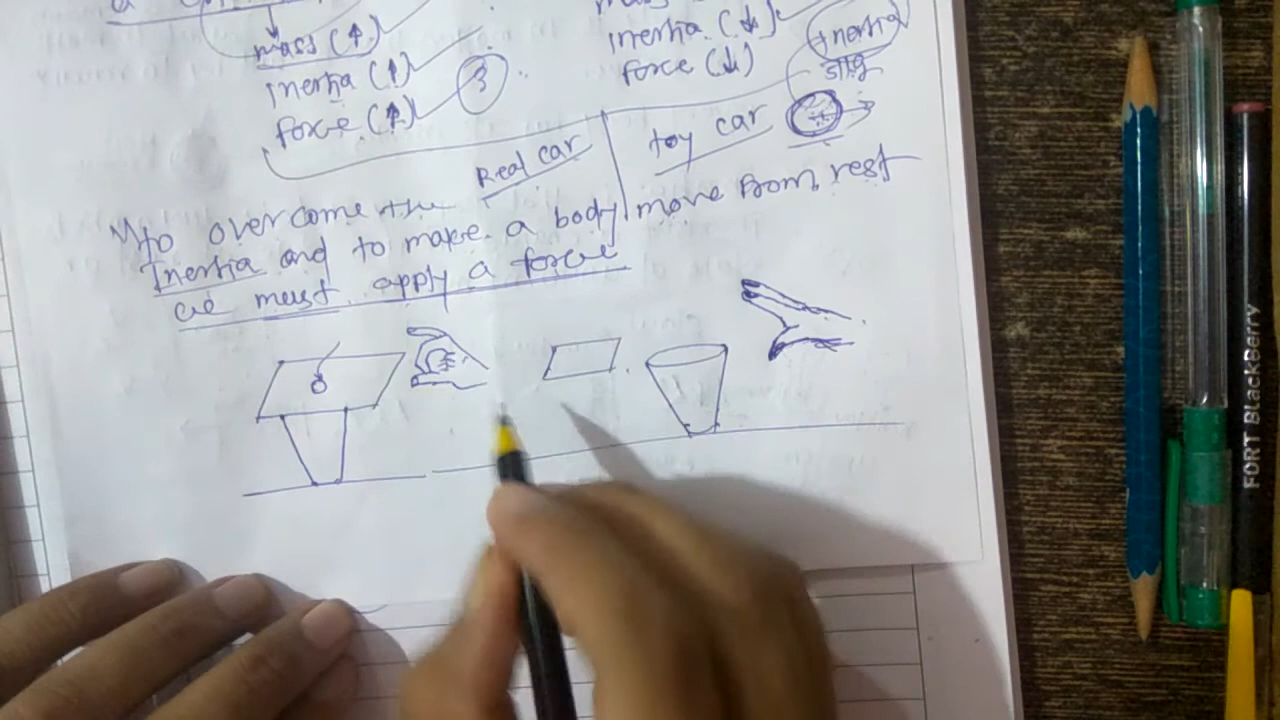 mass (↑)
inertia (↑)
force (↑)
inertia (↓)
force (↓)
inertia
Real car
toy car
to overcome the
Inertia and to make a body move from rest
we must apply a force
FORT BlackBerry